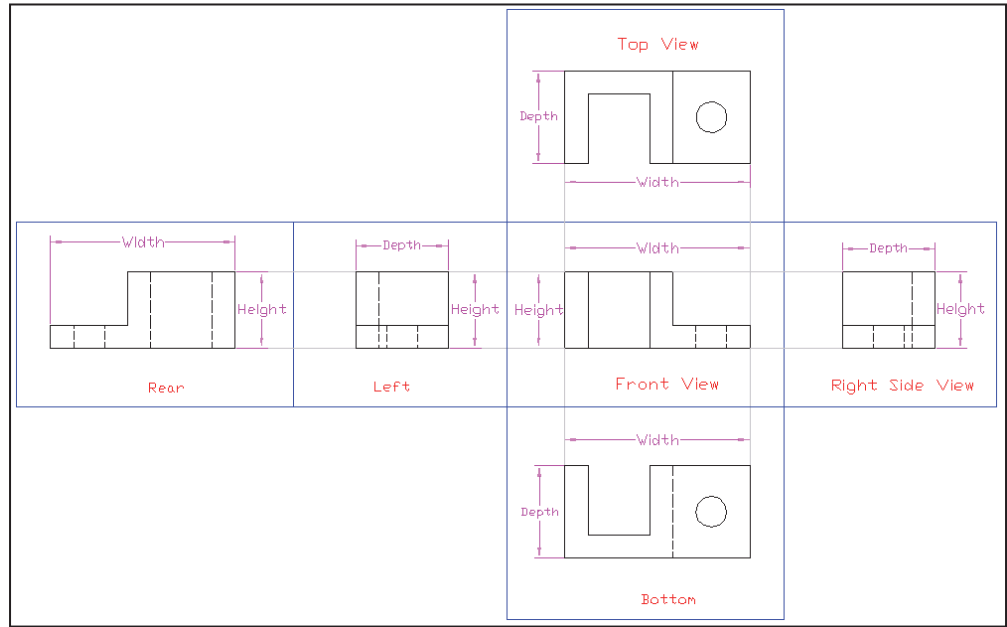 Top View
Depth
Width
Width
Depth
Width
Depth
Height
Height
Height
Height
Rear
Left
Front View
Right Side View
Width
Depth
Bottom